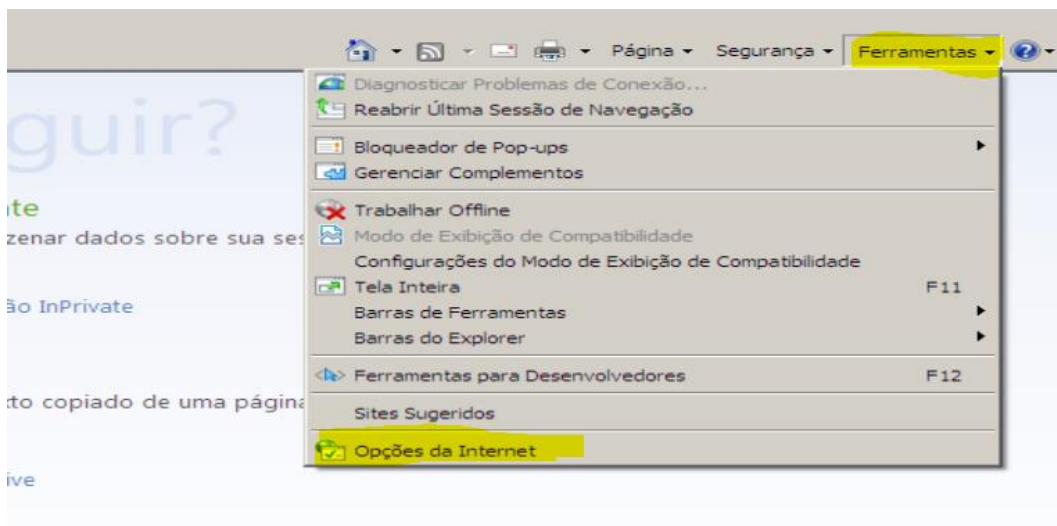 Página Segurança Ferramentas
Diagnosticar Problemas de Conexão...
Reabrir Última Sessão de Navegação
guir?
Bloqueador de Pop-ups
Gerenciar Complementos
te
Trabalhar Offline
zenar dados sobre sua ses
Modo de Exibição de Compatibilidade
Configurações do Modo de Exibição de Compatibilidade
Tela Inteira F11
ão InPrivate
Barras de Ferramentas
Barras do Explorer
Ferramentas para Desenvolvedores F12
to copiado de uma página
Sites Sugeridos
Opções da Internet
ive